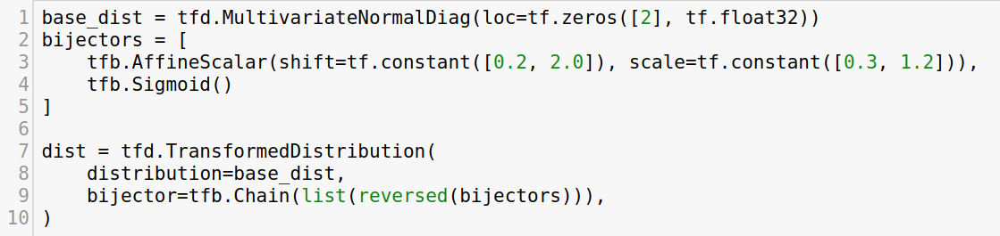 1 base_dist = tfd.MultivariateNormalDiag(loc=tf.zeros([2], tf.float32))
2 bijectors = [
3     tfb.AffineScalar(shift=tf.constant([0.2, 2.0]), scale=tf.constant([0.3, 1.2])),
4     tfb.Sigmoid()
5 ]
6
7 dist = tfd.TransformedDistribution(
8     distribution=base_dist,
9     bijector=tfb.Chain(list(reversed(bijectors))),
10 )